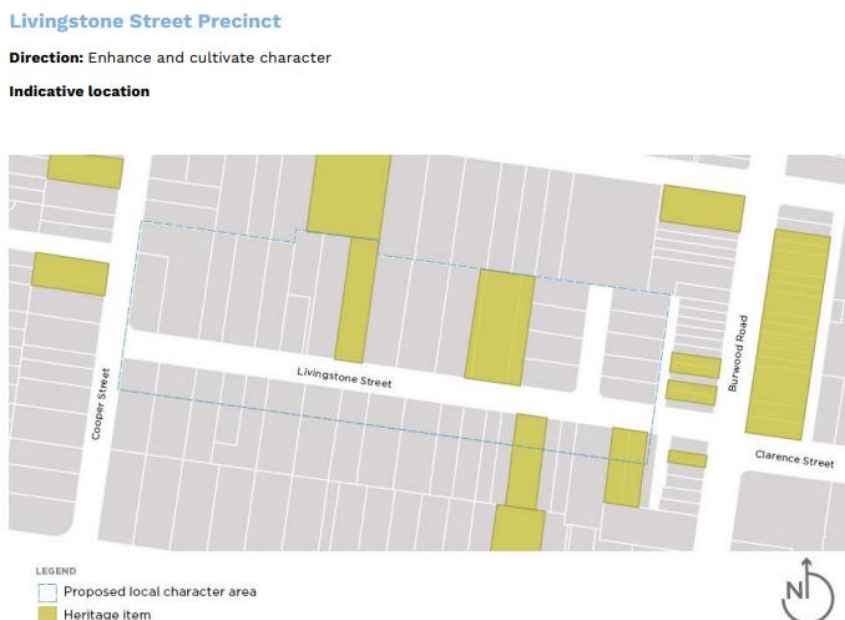 Livingstone Street Precinct
Direction: Enhance and cultivate character
Indicative location
Livingstone Street
Cooper Street
Burwood Road
Clarence Street
LEGEND
Proposed local character area
Heritage item
N